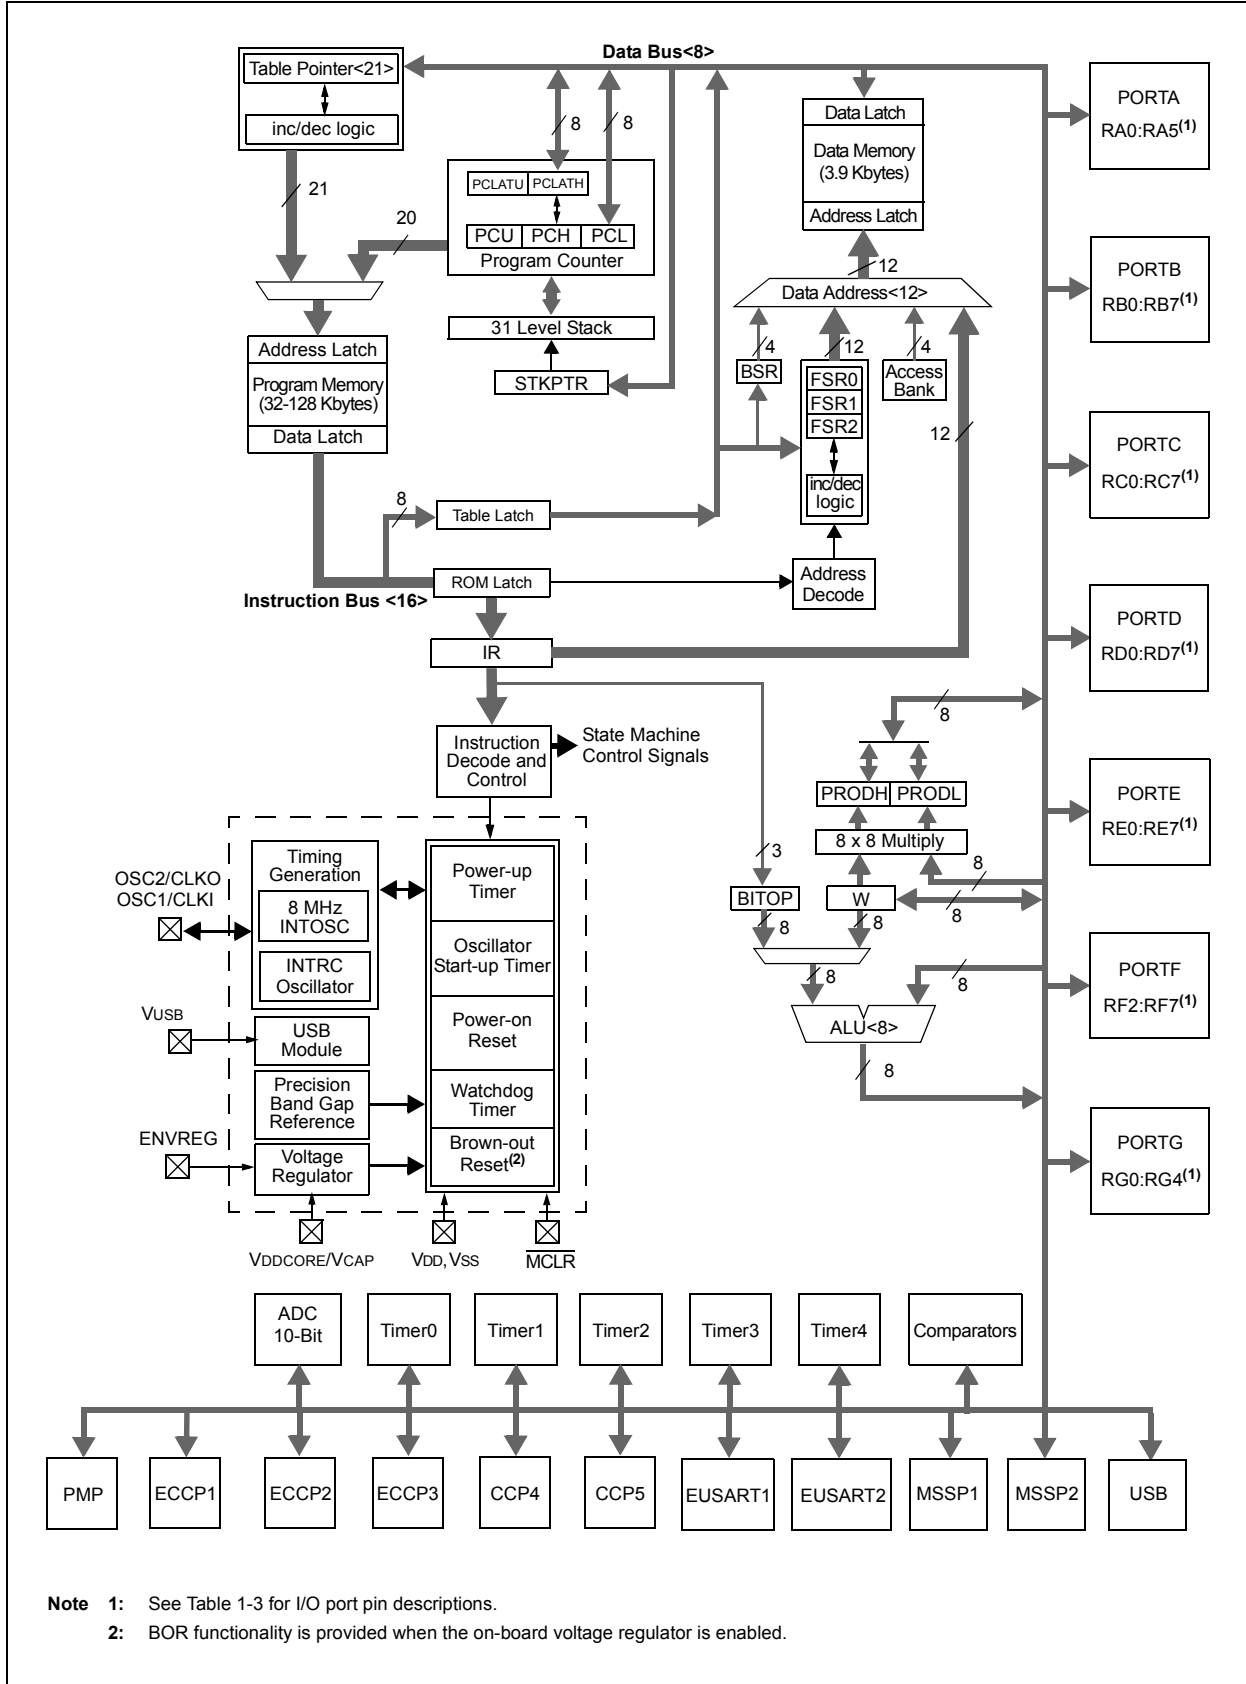 Data Bus<8>
Table Pointer<21>
inc/dec logic
21
20
8
8
PCLATU PCLATH
PCU PCH PCL
Program Counter
31 Level Stack
STKPTR
Address Latch
Program Memory
(32-128 Kbytes)
Data Latch
8
Table Latch
ROM Latch
Instruction Bus <16>
IR
Data Latch
Data Memory
(3.9 Kbytes)
Address Latch
12
Data Address<12>
4
12
4
BSR
FSR0
FSR1
FSR2
inc/dec
logic
Access
Bank
12
Address
Decode
Instruction
Decode and
Control
State Machine
Control Signals
8
PRODH PRODL
8 x 8 Multiply
3
8
BITOP
W
8
8
8
8
8
ALU<8>
8
OSC2/CLKO
OSC1/CLKI
Timing
Generation
8 MHz
INTOSC
INTRC
Oscillator
Power-up
Timer
Oscillator
Start-up Timer
Power-on
Reset
Watchdog
Timer
Brown-out
Reset(2)
VUSB
USB
Module
Precision
Band Gap
Reference
ENVREG
Voltage
Regulator
VDDCORE/VCAP
VDD, VSS
MCLR
PORTA
RA0:RA5(1)
PORTB
RB0:RB7(1)
PORTC
RC0:RC7(1)
PORTD
RD0:RD7(1)
PORTE
RE0:RE7(1)
PORTF
RF2:RF7(1)
PORTG
RG0:RG4(1)
ADC
10-Bit
Timer0
Timer1
Timer2
Timer3
Timer4
Comparators
PMP
ECCP1
ECCP2
ECCP3
CCP4
CCP5
EUSART1
EUSART2
MSSP1
MSSP2
USB
Note 1: See Table 1-3 for I/O port pin descriptions.
2: BOR functionality is provided when the on-board voltage regulator is enabled.